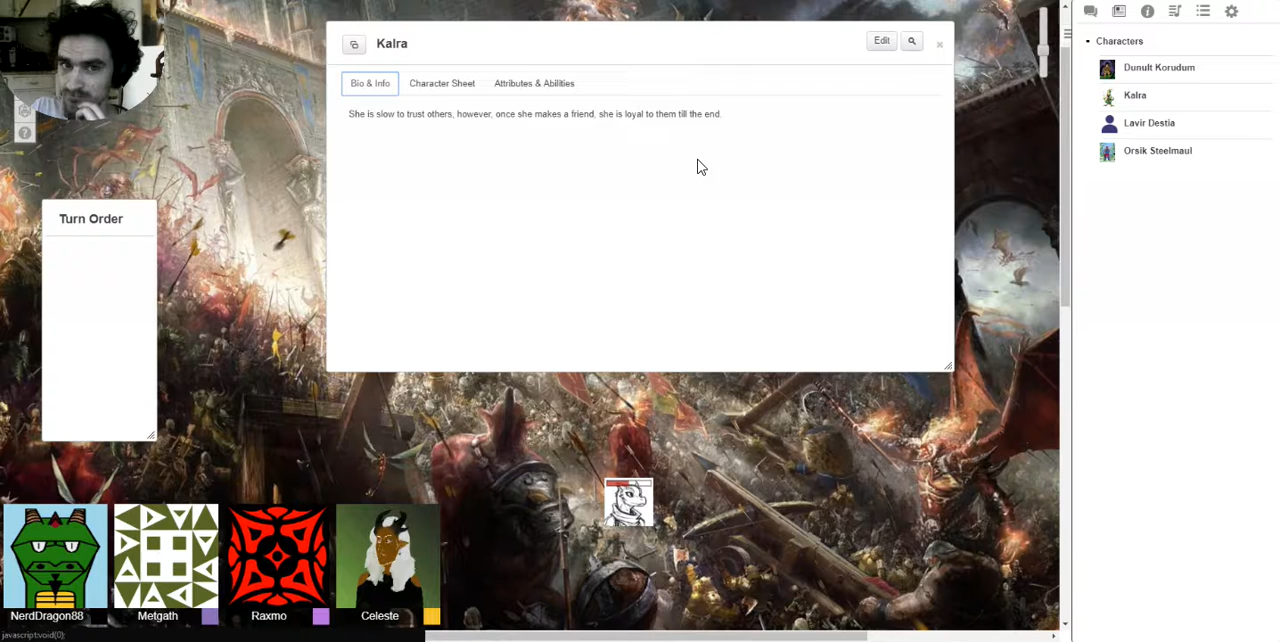 Kalra
Edit
Bio & Info
Character Sheet
Attributes & Abilities
She is slow to trust others, however, once she makes a friend, she is loyal to them till the end.
Characters
Dunult Korudum
Kalra
Lavir Destia
Orsik Steelmaul
Turn Order
NerdDragon88
Metgath
Raxmo
Celeste
javascript:void(0);